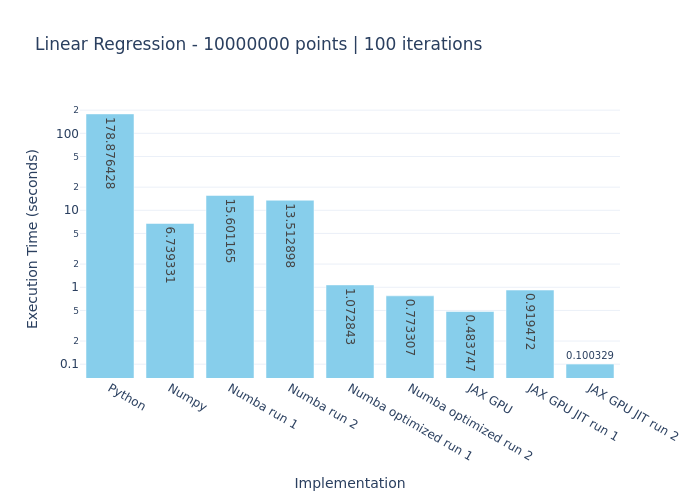 Linear Regression - 10000000 points | 100 iterations
Execution Time (seconds)
2
100
5
2
10
5
2
1
5
2
0.1
178.876428
6.739331
15.601165
13.512898
1.072843
0.773307
0.483747
0.919472
0.100329
Python
Numpy
Numba run 1
Numba run 2
Numba optimized run 1
Numba optimized run 2
JAX GPU
JAX GPU JIT run 1
JAX GPU JIT run 2
Implementation